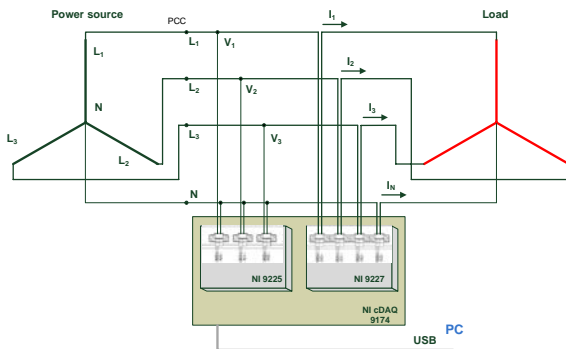 Power source
PCC
I1
Load
L1
L1
V1
L2
V2
I2
N
L3
L3
V3
I3
L2
N
IN
NI 9225
NI 9227
NI cDAQ
9174
PC
USB